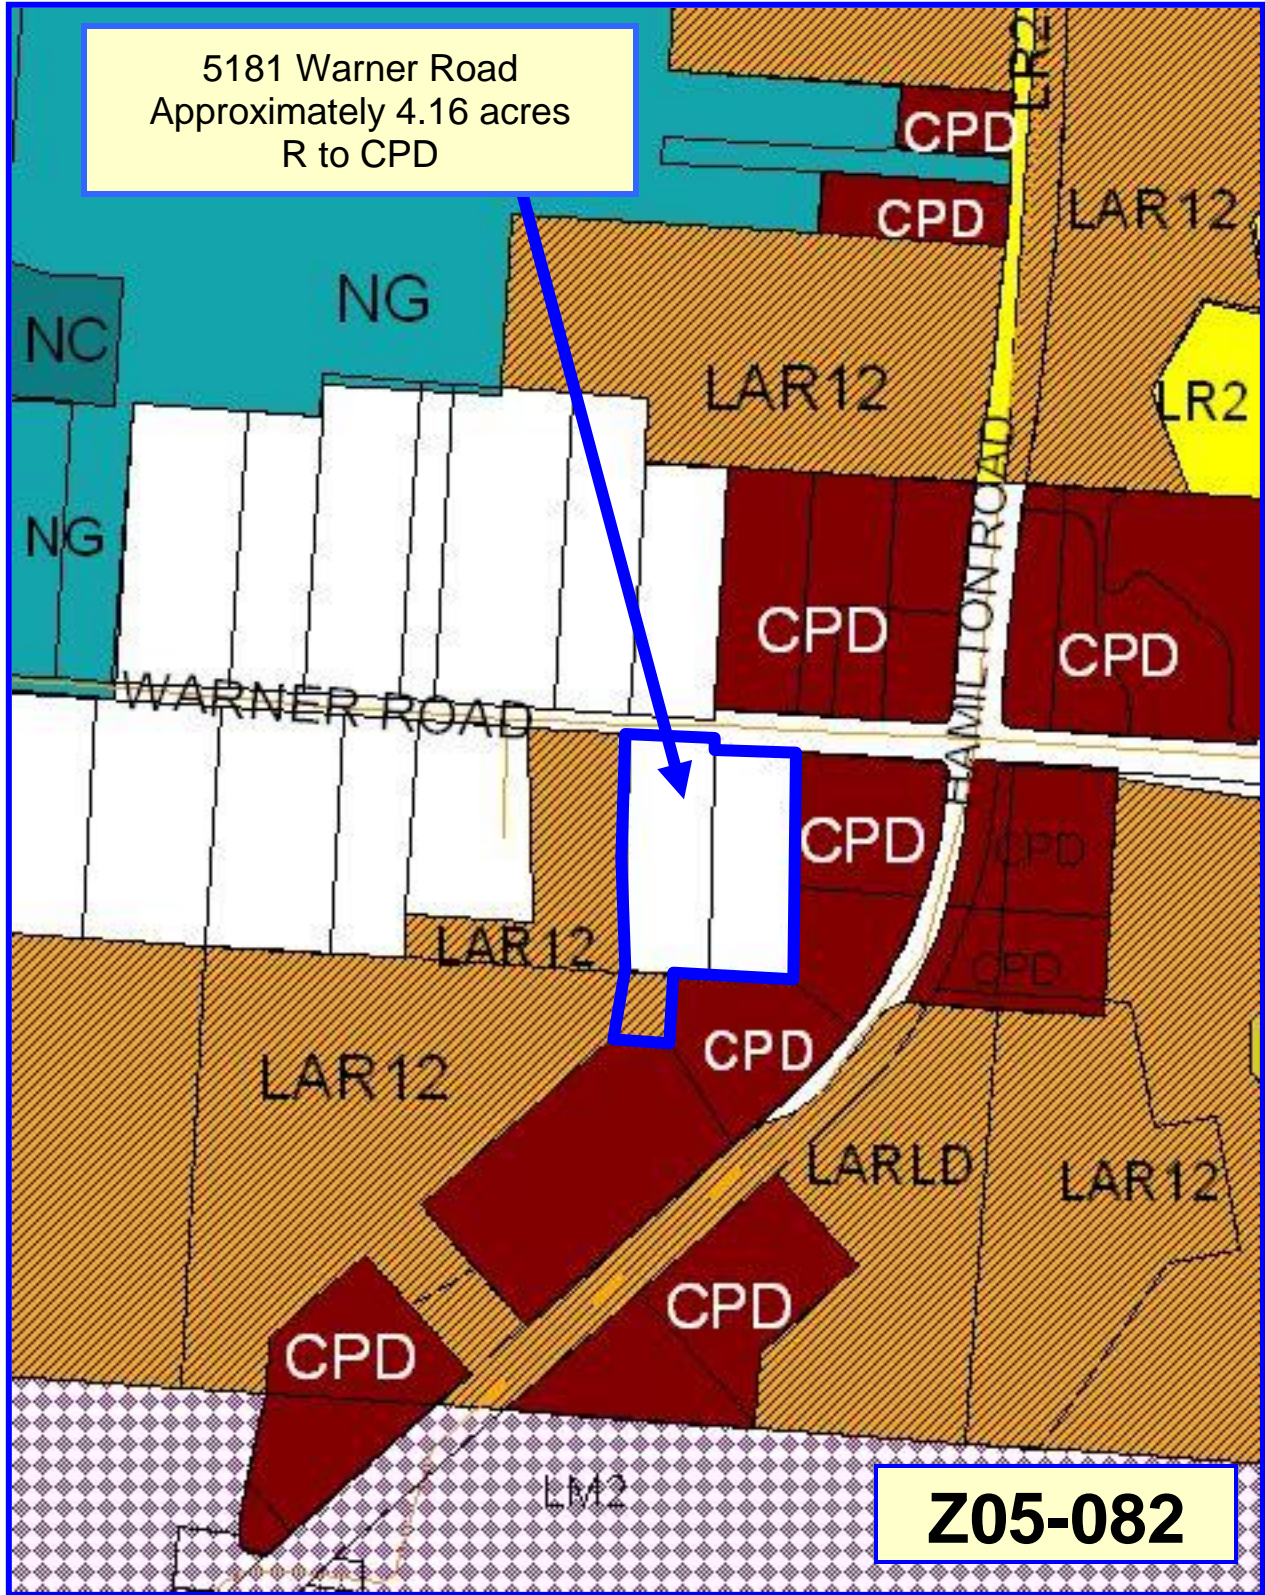 5181 Warner Road
Approximately 4.16 acres
R to CPD
LR2
CPD
CPD
LAR12
NG
NC
LAR12
LR2
NG
HAMILTON ROAD
CPD
CPD
WARNER ROAD
CPD
CPD
LAR12
CPD
CPD
LAR12
LARLD
LAR12
CPD
CPD
LM2
Z05-082